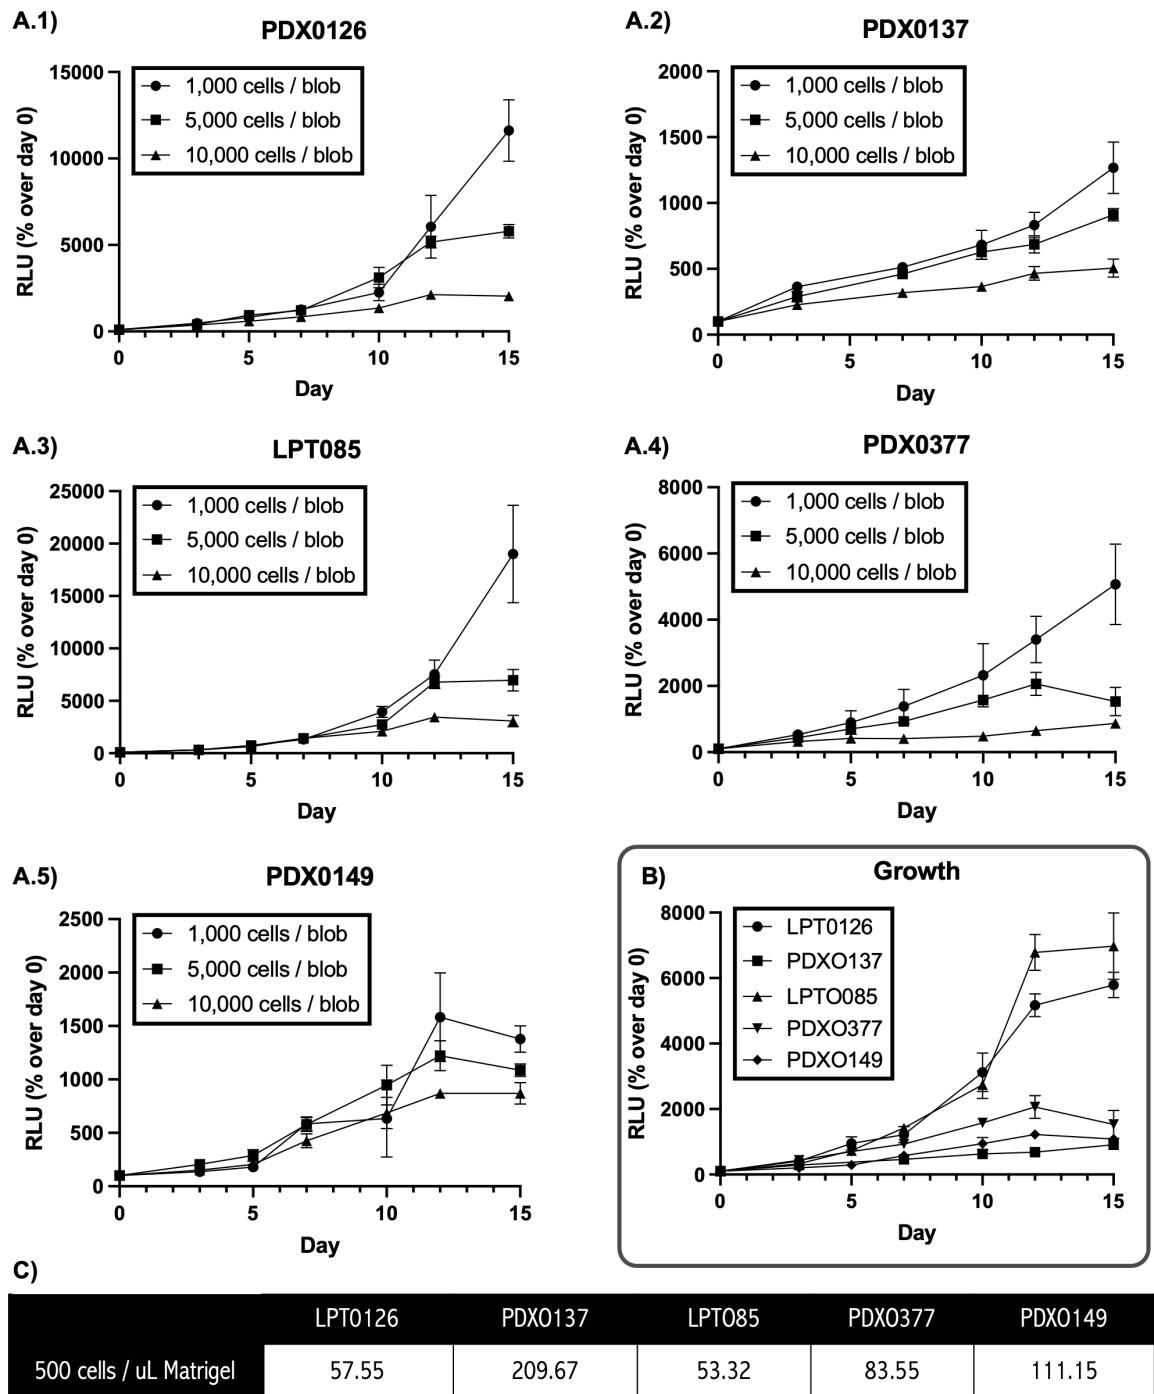 A.1)
PDX0126
15000
10000
5000
0
RLU (% over day 0)
1,000 cells / blob
5,000 cells / blob
10,000 cells / blob
0 5 10 15
Day
A.2)
PDX0137
2000
1500
1000
500
0
RLU (% over day 0)
1,000 cells / blob
5,000 cells / blob
10,000 cells / blob
0 5 10 15
Day
A.3)
LPT085
25000
20000
15000
10000
5000
0
RLU (% over day 0)
1,000 cells / blob
5,000 cells / blob
10,000 cells / blob
0 5 10 15
Day
A.4)
PDX0377
8000
6000
4000
2000
0
RLU (% over day 0)
1,000 cells / blob
5,000 cells / blob
10,000 cells / blob
0 5 10 15
Day
A.5)
PDX0149
2500
2000
1500
1000
500
0
RLU (% over day 0)
1,000 cells / blob
5,000 cells / blob
10,000 cells / blob
0 5 10 15
Day
B)
Growth
8000
6000
4000
2000
0
RLU (% over day 0)
LPT0126
PDXO137
LPTO085
PDXO377
PDXO149
0 5 10 15
Day
C)
LPT0126 PDXO137 LPTO85 PDXO377 PDXO149
500 cells / uL Matrigel 57.55 209.67 53.32 83.55 111.15